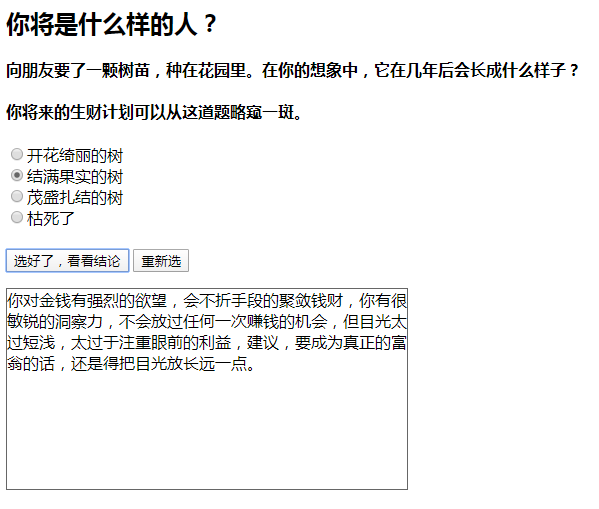 你将是什么样的人？
向朋友要了一颗树苗，种在花园里。在你的想象中，它在几年后会长成什么样子？
你将来的生财计划可以从这道题略窥一斑。
开花绮丽的树
结满果实的树
茂盛扎结的树
枯死了
选好了，看看结论 重新选
你对金钱有强烈的欲望，会不折手段的聚敛钱财，你有很
敏锐的洞察力，不会放过任何一次赚钱的机会，但目光太
过短浅，太过于注重眼前的利益，建议，要成为真正的富
翁的话，还是得把目光放长远一点。